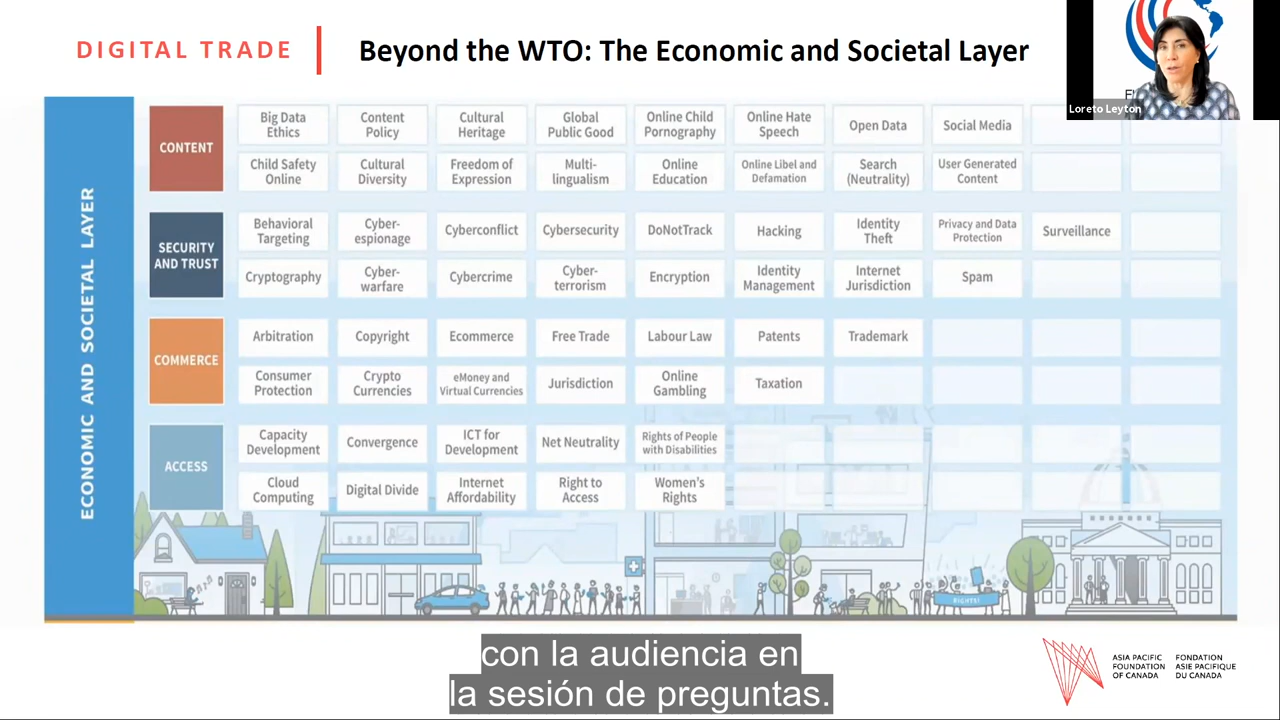 DIGITAL TRADE
Beyond the WTO: The Economic and Societal Layer
Loreto Leyton
ECONOMIC AND SOCIETAL LAYER
CONTENT
Big Data
Ethics
Content
Policy
Cultural
Heritage
Global
Public Good
Online Child
Pornography
Online Hate
Speech
Open Data
Social Media
Child Safety
Online
Cultural
Diversity
Freedom of
Expression
Multi-
lingualism
Online
Education
Online Libel and
Defamation
Search
(Neutrality)
User Generated
Content
SECURITY
AND TRUST
Behavioral
Targeting
Cyber-
espionage
Cyberconflict
Cybersecurity
DoNotTrack
Hacking
Identity
Theft
Privacy and Data
Protection
Surveillance
Cryptography
Cyber-
warfare
Cybercrime
Cyber-
terrorism
Encryption
Identity
Management
Internet
Jurisdiction
Spam
COMMERCE
Arbitration
Copyright
Ecommerce
Free Trade
Labour Law
Patents
Trademark
Consumer
Protection
Crypto
Currencies
eMoney and
Virtual Currencies
Jurisdiction
Online
Gambling
Taxation
ACCESS
Capacity
Development
Convergence
ICT for
Development
Net Neutrality
Rights of People
with Disabilities
Cloud
Computing
Digital Divide
Internet
Affordability
Right to
Access
Women's
Rights
RIGHTS!
con la audiencia en
la sesión de preguntas.
ASIA PACIFIC
FOUNDATION
OF CANADA
FONDATION
ASIE PACIFIQUE
DU CANADA